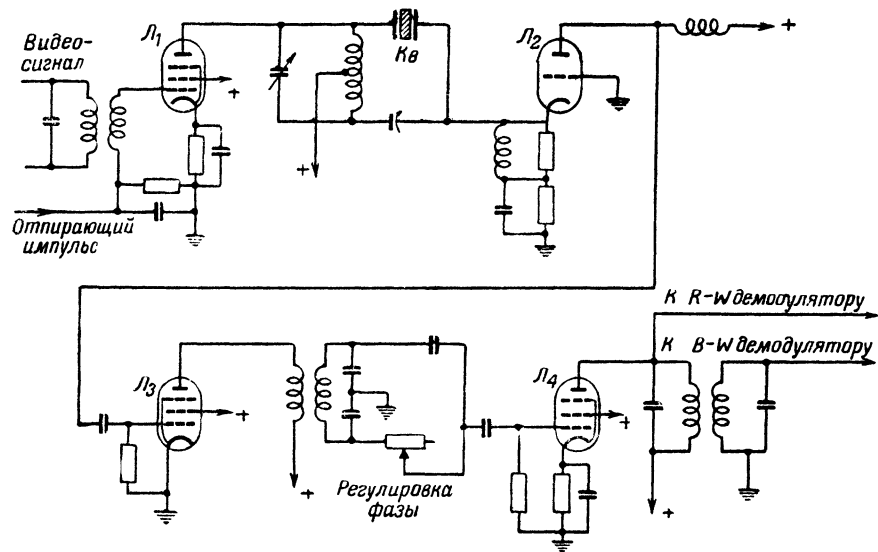 Видео-
сигнал
Л1
Кв
Л2
+
+
+
Отпирающий
импульс
К R–W демодулятору
К B–W демодулятору
Л3
Л4
+
+
+
+
Регулировка
фазы